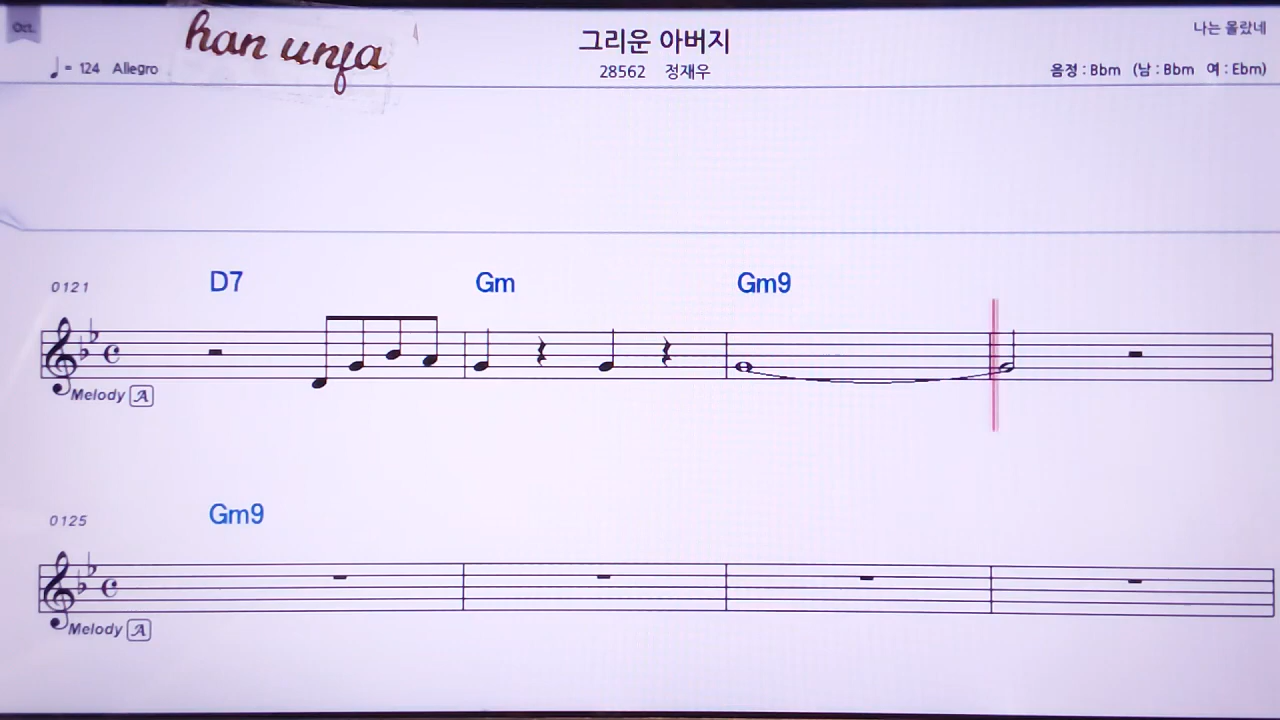 Oct.
han unja
그리운 아버지
나는 몰랐네
♩ = 124 Allegro
28562 정재우
음정 : Bbm (남 : Bbm 여 : Ebm)
0121 D7 Gm Gm9
Melody A
0125 Gm9
Melody A